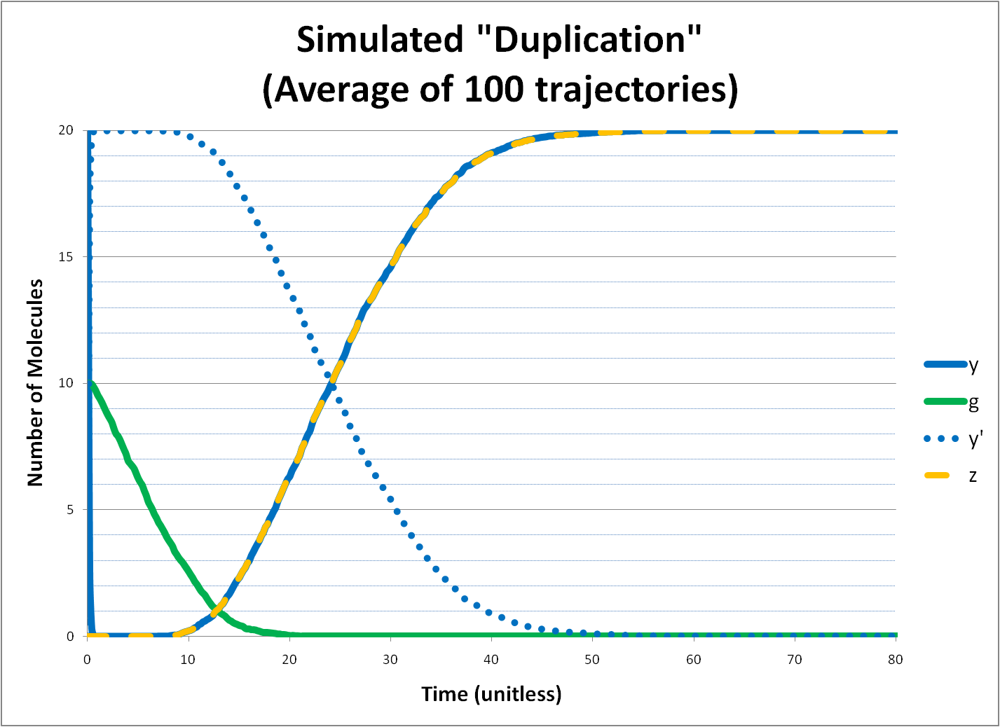 Simulated "Duplication"
(Average of 100 trajectories)
20
15
10
5
0
Number of Molecules
0 10 20 30 40 50 60 70 80
Time (unitless)
y
g
y'
z